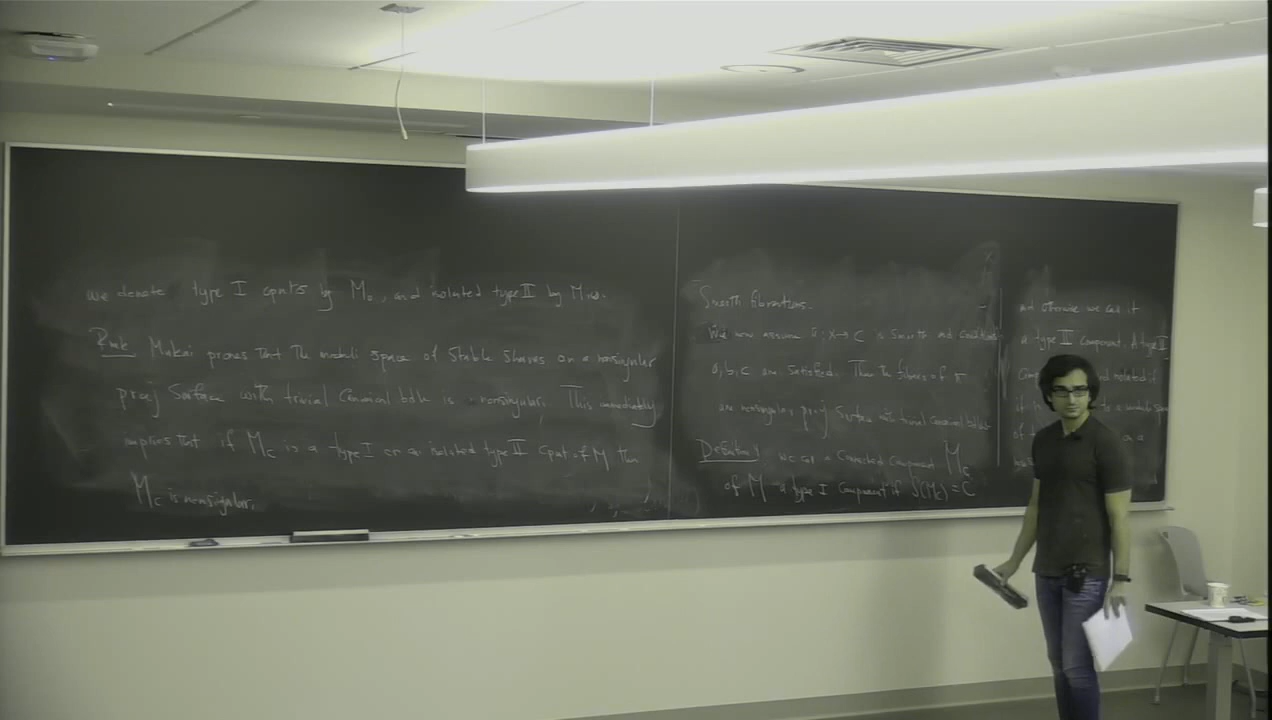 we denote type I cpnts by M₀, and isolated type II by M
Rmk Mukai proves that the moduli space of stable sheaves on a nonsingular
proj surface with trivial canonical bdle is nonsingular. This immediately
implies that if M_C is a type I or a isolated type II cpnt of M then
M_C is nonsingular.
Smooth fibrations.
We now assume π: X → C is smooth and conditions
a, b, c are satisfied. Then the fibers of π
are nonsingular proj surfaces with trivial canonical bdles
Definition) we call a connected component M_C
of M a type I component if S(M_C) = C
and otherwise we call it
a type II component. A type II
isolated if
if
of